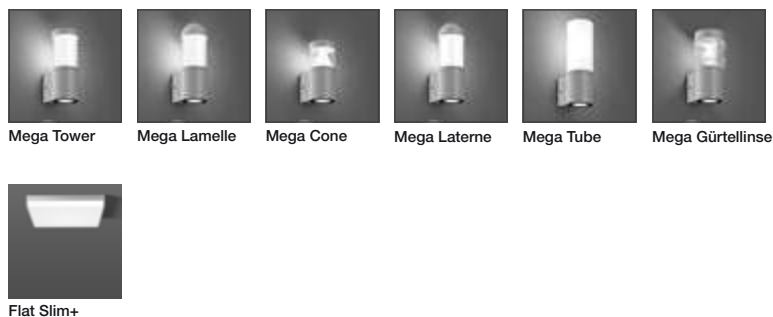 Mega Tower
Mega Lamelle
Mega Cone
Mega Laterne
Mega Tube
Mega Gürtellinse
Flat Slim+